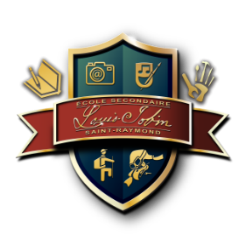 ÉCOLE SECONDAIRE
Louis-Jobin
SAINT-RAYMOND